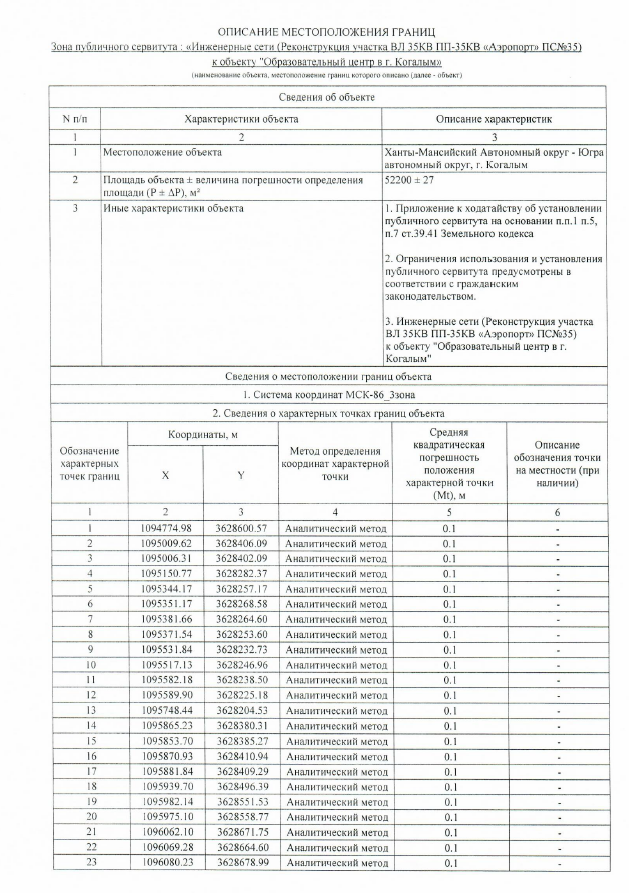 ОПИСАНИЕ МЕСТОПОЛОЖЕНИЯ ГРАНИЦ
Зона публичного сервитута : «Инженерные сети (Реконструкция участка ВЛ 35КВ ПП-35КВ «Аэропорт» ПС№35)
к объекту "Образовательный центр в г. Когалым»
(наименование объекта, местоположение границ которого описано (далее - объект)
Сведения об объекте
N п/п Характеристики объекта Описание характеристик
1 2 3
1 Местоположение объекта Ханты-Мансийский Автономный округ - Югра
автономный округ, г. Когалым
2 Площадь объекта ± величина погрешности определения 52200 ± 27
площади (P ± ΔP), м²
3 Иные характеристики объекта 1. Приложение к ходатайству об установлении
публичного сервитута на основании п.п.1 п.5,
п.7 ст.39.41 Земельного кодекса
2. Ограничения использования и установления
публичного сервитута предусмотрены в
соответствии с гражданским
законодательством.
3. Инженерные сети (Реконструкция участка
ВЛ 35КВ ПП-35КВ «Аэропорт» ПС№35)
к объекту "Образовательный центр в г.
Когалым"
Сведения о местоположении границ объекта
1. Система координат МСК-86_3зона
2. Сведения о характерных точках границ объекта
Обозначение
характерных
точек границ
Координаты, м
X Y
Метод определения
координат характерной
точки
Средняя
квадратическая
погрешность
положения
характерной точки
(Mt), м
Описание
обозначения точки
на местности (при
наличии)
1 2 3 4 5 6
1 1094774.98 3628600.57 Аналитический метод 0.1 -
2 1095009.62 3628406.09 Аналитический метод 0.1 -
3 1095006.31 3628402.09 Аналитический метод 0.1 -
4 1095150.77 3628282.37 Аналитический метод 0.1 -
5 1095344.17 3628257.17 Аналитический метод 0.1 -
6 1095351.17 3628268.58 Аналитический метод 0.1 -
7 1095381.66 3628264.60 Аналитический метод 0.1 -
8 1095371.54 3628253.60 Аналитический метод 0.1 -
9 1095531.84 3628232.73 Аналитический метод 0.1 -
10 1095517.13 3628246.96 Аналитический метод 0.1 -
11 1095582.18 3628238.50 Аналитический метод 0.1 -
12 1095589.90 3628225.18 Аналитический метод 0.1 -
13 1095748.44 3628204.53 Аналитический метод 0.1 -
14 1095865.23 3628380.31 Аналитический метод 0.1 -
15 1095853.70 3628385.27 Аналитический метод 0.1 -
16 1095870.93 3628410.94 Аналитический метод 0.1 -
17 1095881.84 3628409.29 Аналитический метод 0.1 -
18 1095939.70 3628496.39 Аналитический метод 0.1 -
19 1095982.14 3628551.53 Аналитический метод 0.1 -
20 1095975.10 3628558.77 Аналитический метод 0.1 -
21 1096062.10 3628671.75 Аналитический метод 0.1 -
22 1096069.28 3628664.60 Аналитический метод 0.1 -
23 1096080.23 3628678.99 Аналитический метод 0.1 -